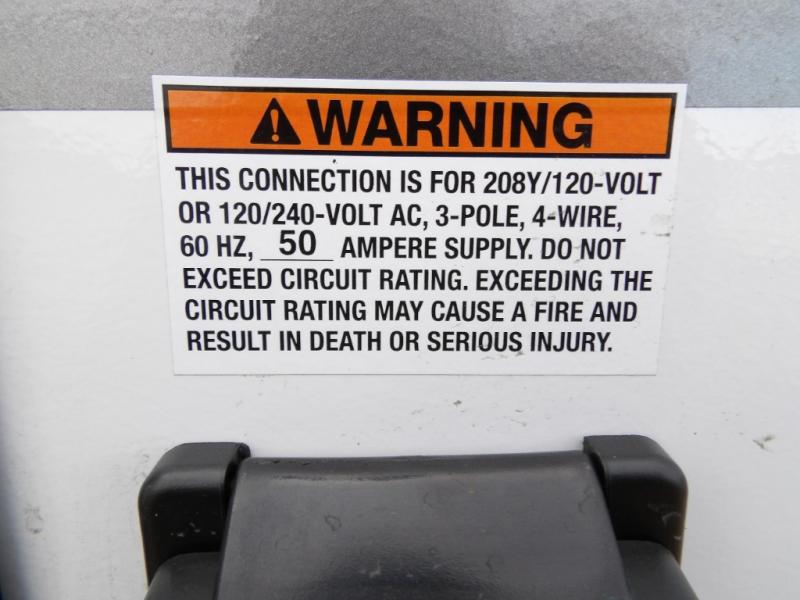 WARNING
THIS CONNECTION IS FOR 208Y/120-VOLT
OR 120/240-VOLT AC, 3-POLE, 4-WIRE,
60 HZ, 50 AMPERE SUPPLY. DO NOT
EXCEED CIRCUIT RATING. EXCEEDING THE
CIRCUIT RATING MAY CAUSE A FIRE AND
RESULT IN DEATH OR SERIOUS INJURY.